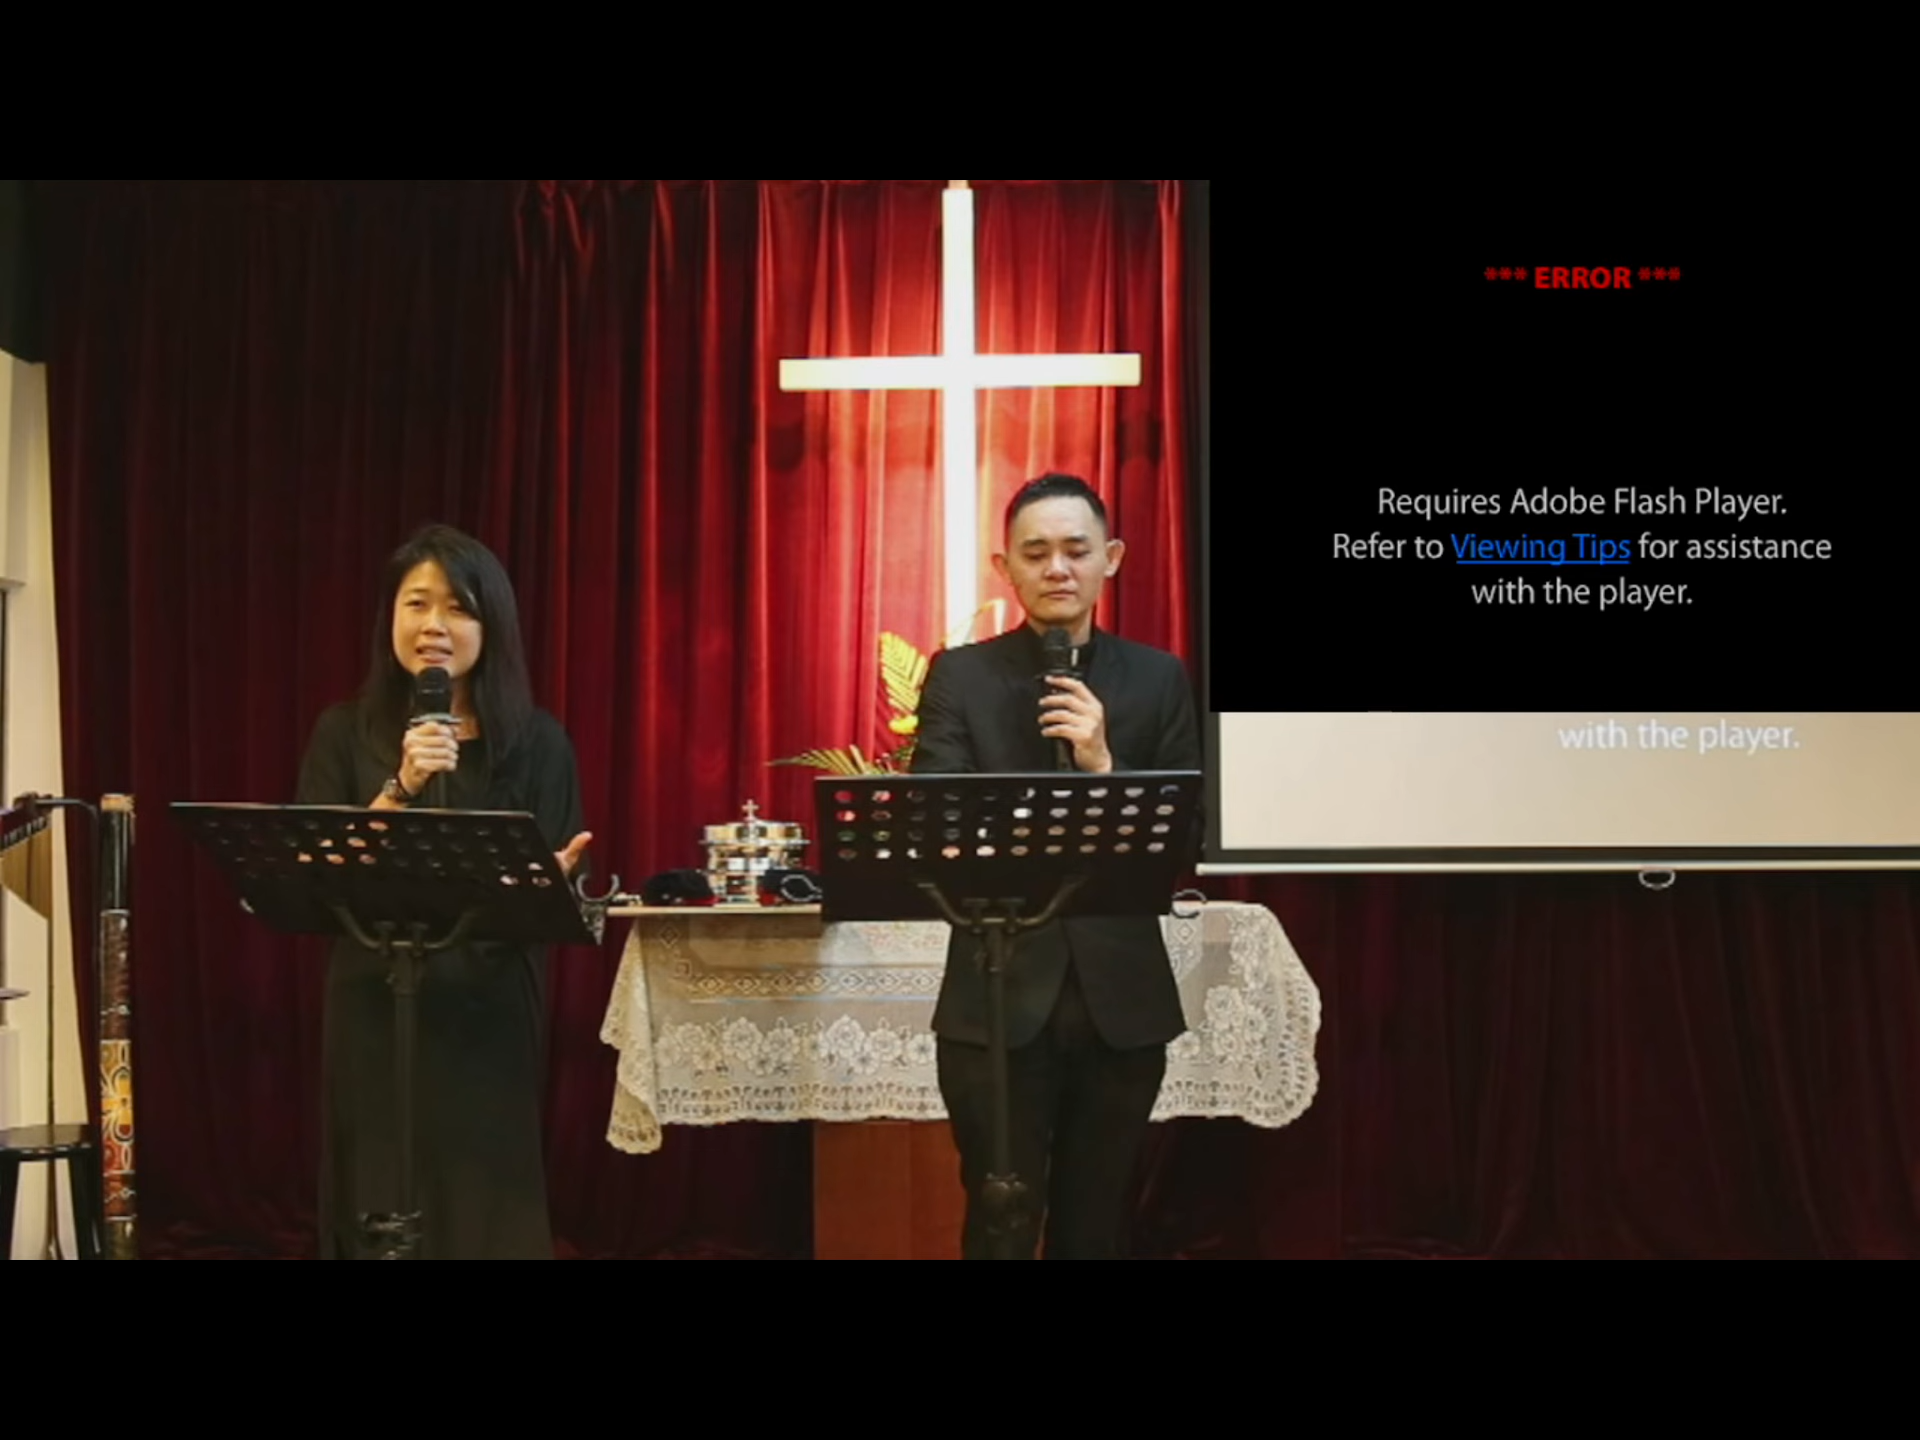 *** ERROR ***
Requires Adobe Flash Player.
Refer to Viewing Tips for assistance
with the player.
with the player.